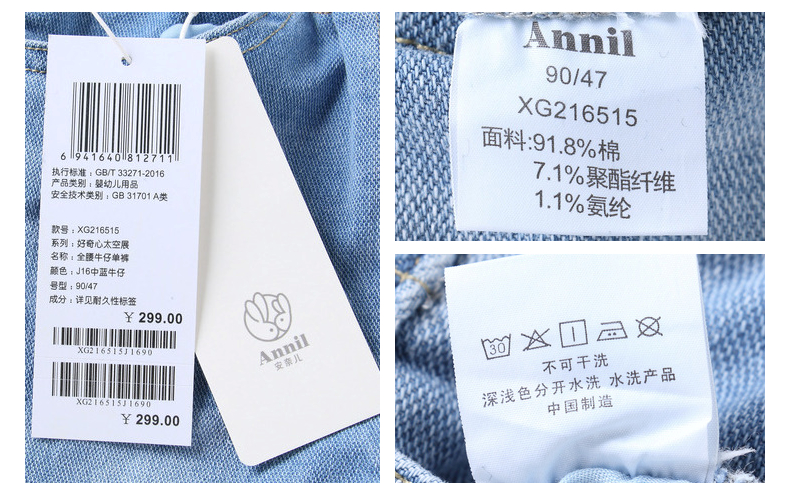 6 941640 812711
执行标准：GB/T 33271-2016
产品类别：婴幼儿用品
安全技术类别：GB 31701 A类
款号：XG216515
系列：好奇心太空展
名称：全腰牛仔单裤
颜色：J16中蓝牛仔
号型：90/47
成分：详见耐久性标签
￥ 299.00
XG216515J1690
XG216515J1690
￥ 299.00
Annil
安奈儿
Annil
90/47
XG216515
面料:91.8%棉
7.1%聚酯纤维
1.1%氨纶
30
不可干洗
深浅色分开水洗 水洗产品
中国制造